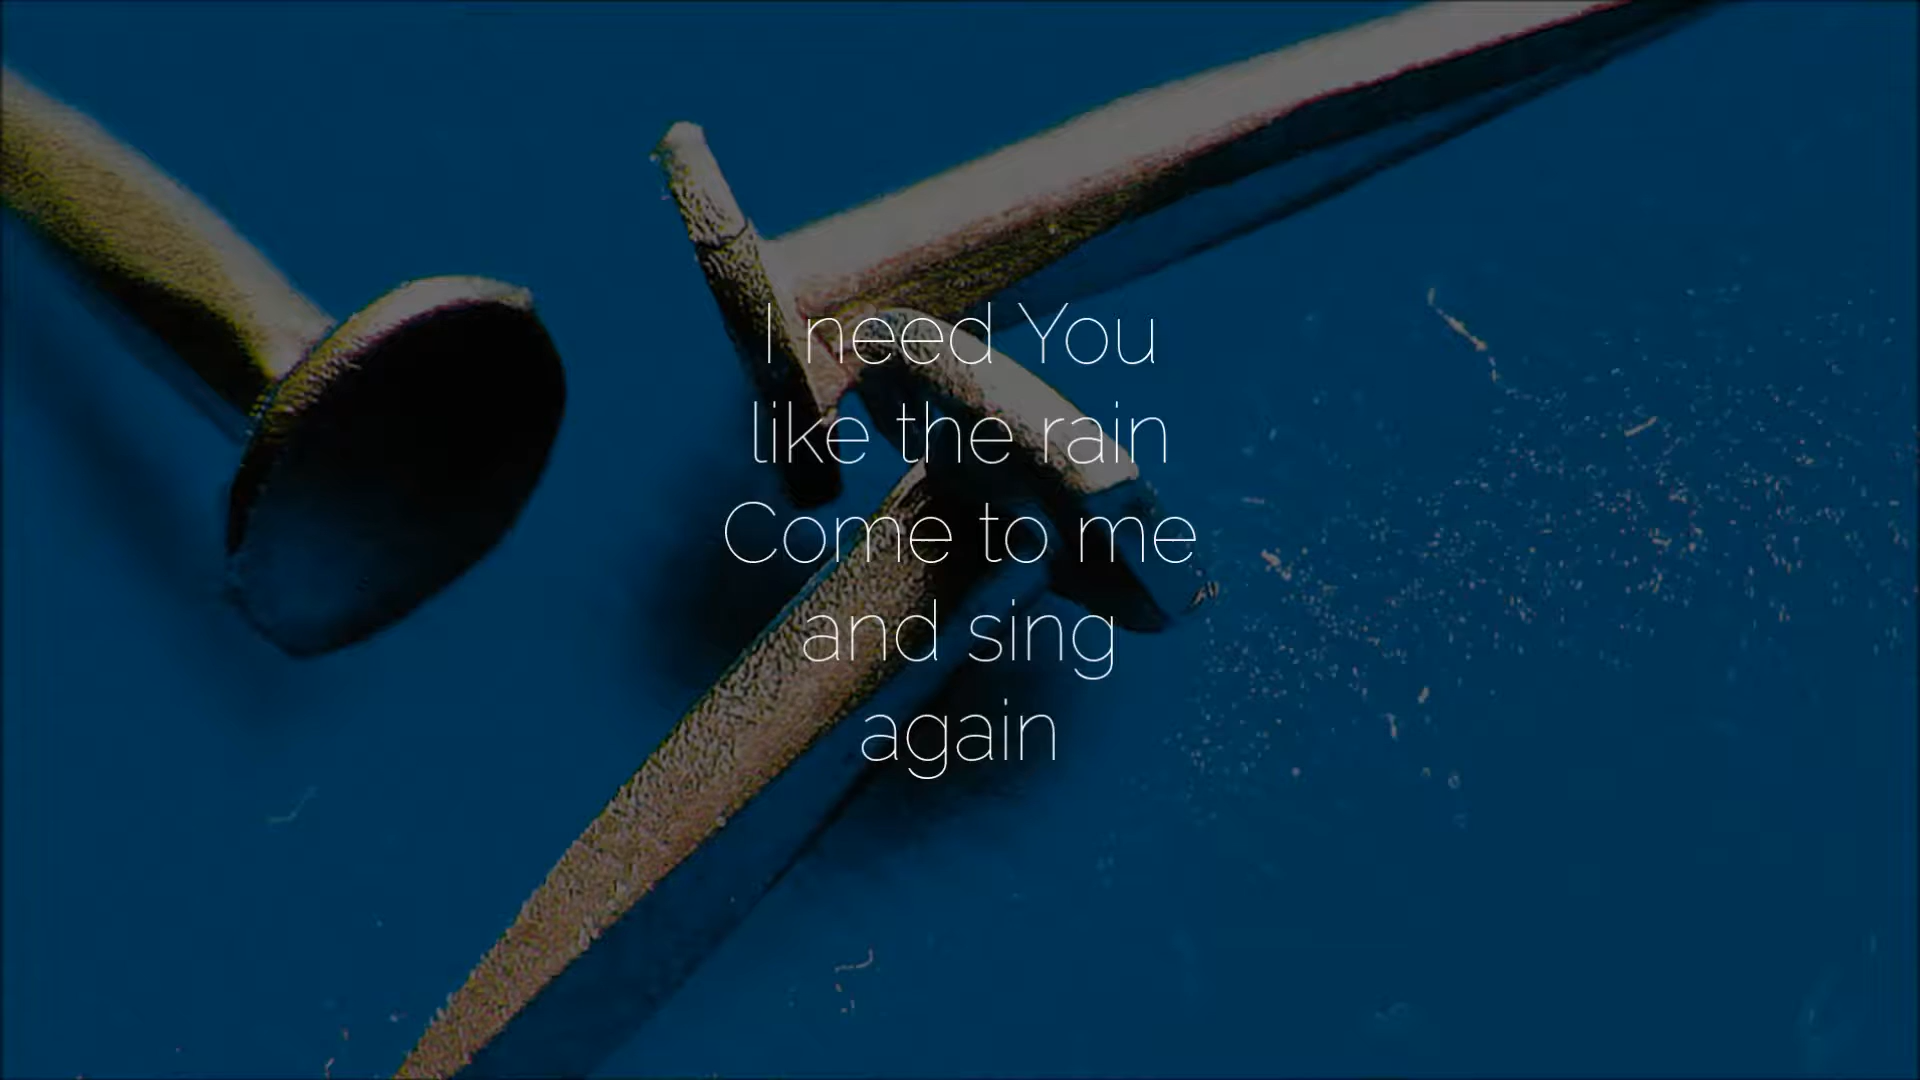 I need You
like the rain
Come to me
and sing
again